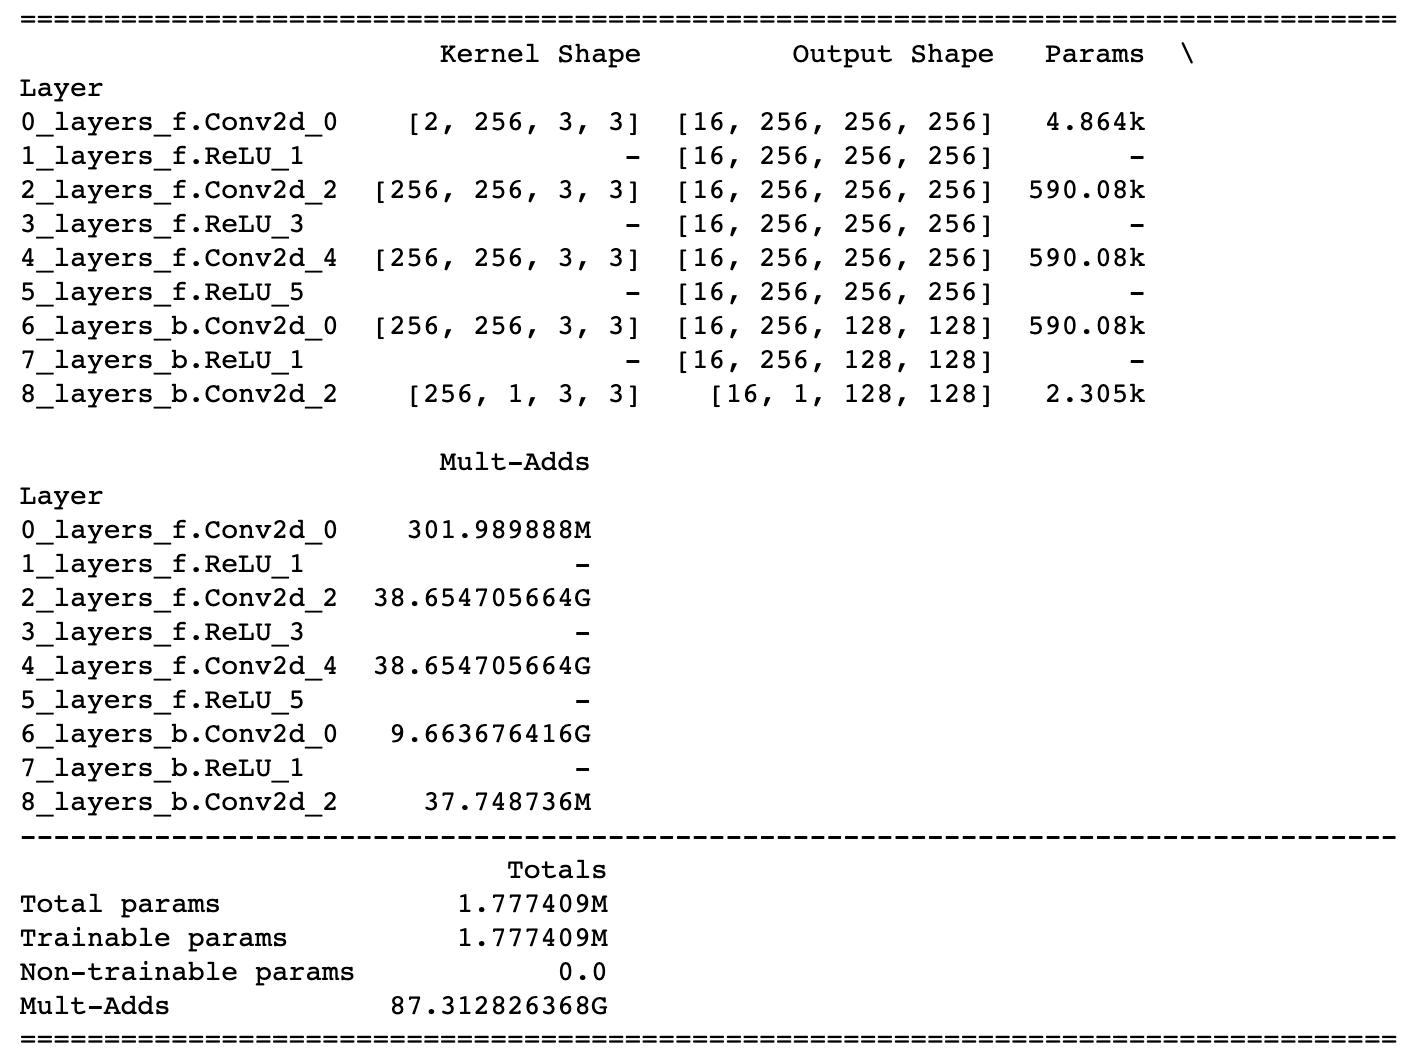 ==================================================================================
                         Kernel Shape         Output Shape   Params  \
Layer
0_layers_f.Conv2d_0    [2, 256, 3, 3]  [16, 256, 256, 256]   4.864k
1_layers_f.ReLU_1                   -  [16, 256, 256, 256]        -
2_layers_f.Conv2d_2  [256, 256, 3, 3]  [16, 256, 256, 256]  590.08k
3_layers_f.ReLU_3                   -  [16, 256, 256, 256]        -
4_layers_f.Conv2d_4  [256, 256, 3, 3]  [16, 256, 256, 256]  590.08k
5_layers_f.ReLU_5                   -  [16, 256, 256, 256]        -
6_layers_b.Conv2d_0  [256, 256, 3, 3]  [16, 256, 128, 128]  590.08k
7_layers_b.ReLU_1                   -  [16, 256, 128, 128]        -
8_layers_b.Conv2d_2    [256, 1, 3, 3]    [16, 1, 128, 128]   2.305k

                         Mult-Adds
Layer
0_layers_f.Conv2d_0    301.989888M
1_layers_f.ReLU_1                -
2_layers_f.Conv2d_2  38.654705664G
3_layers_f.ReLU_3                -
4_layers_f.Conv2d_4  38.654705664G
5_layers_f.ReLU_5                -
6_layers_b.Conv2d_0   9.663676416G
7_layers_b.ReLU_1                -
8_layers_b.Conv2d_2     37.748736M
----------------------------------------------------------------------------------
                             Totals
Total params              1.777409M
Trainable params          1.777409M
Non-trainable params            0.0
Mult-Adds             87.312826368G
==================================================================================